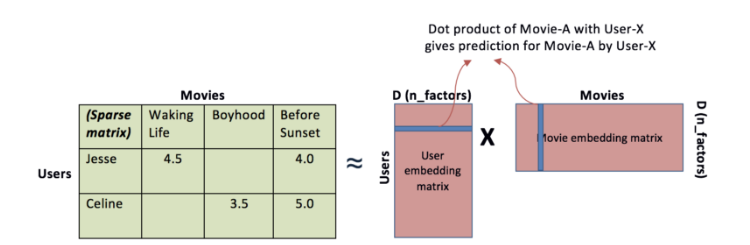 Dot product of Movie-A with User-X
gives prediction for Movie-A by User-X
Movies
(Sparse matrix)
Waking Life
Boyhood
Before Sunset
Users
Jesse
4.5
4.0
Celine
3.5
5.0
≈
D (n_factors)
Users
User
embedding
matrix
X
Movies
Movie embedding matrix
D (n_factors)